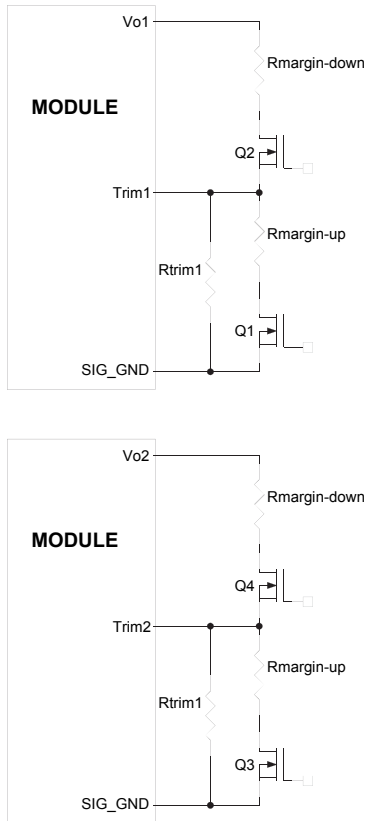 Vo1
Rmargin-down
MODULE
Q2
Trim1
Rmargin-up
Rtrim1
Q1
SIG_GND
Vo2
Rmargin-down
MODULE
Q4
Trim2
Rmargin-up
Rtrim1
Q3
SIG_GND